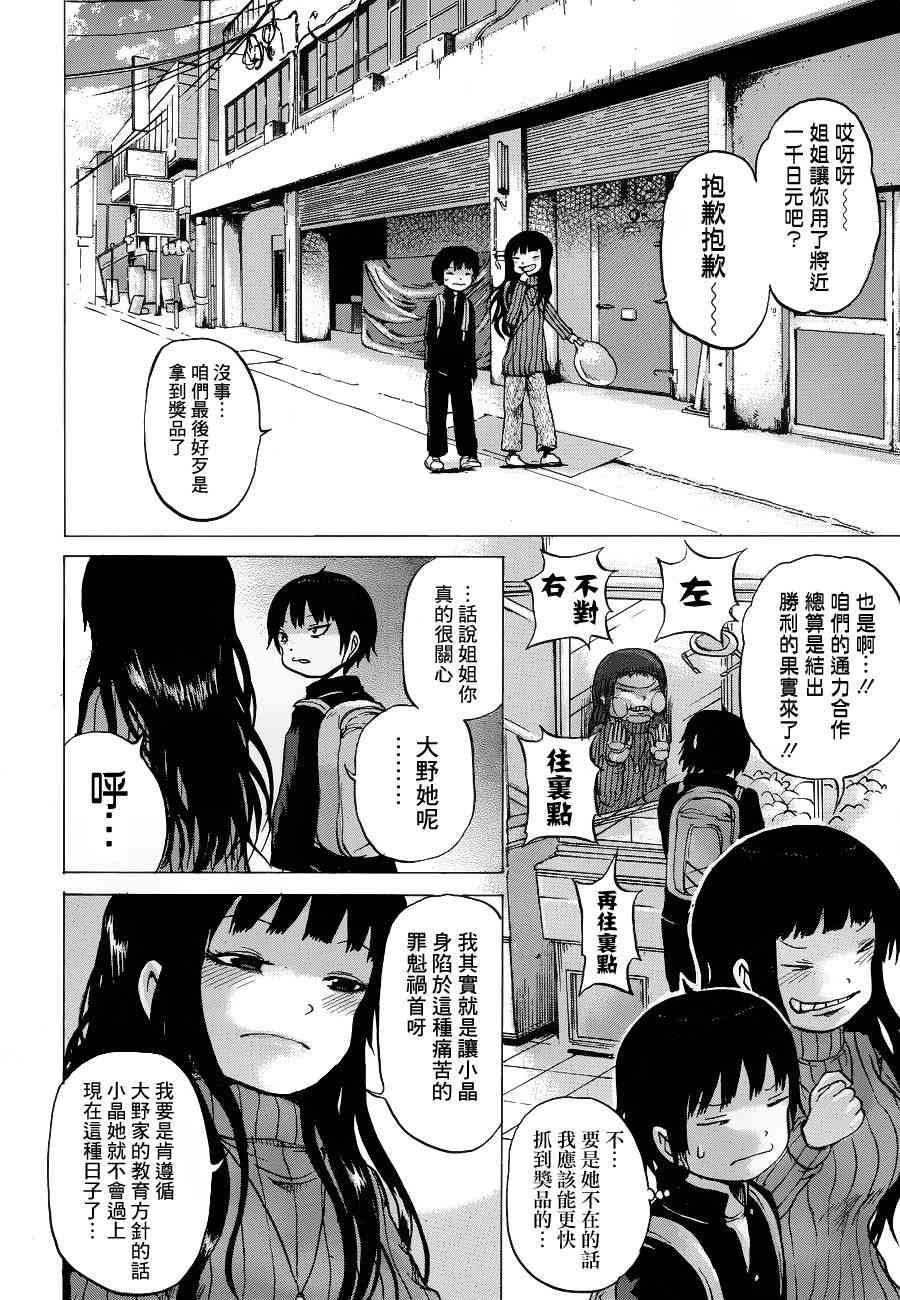 哎呀呀～
姐姐讓你用了將近
一千日元吧？
抱歉抱歉～
沒事…
咱們最後好歹是
拿到獎品了
也是啊…!!
咱們的通力合作
總算是結出
勝利的果實來了!!
左
不對
右
往裏點
再往裏點
不…
要是她不在的話
我應該能更快
抓到獎品的…
…話說姐姐你
真的很關心
大野她呢
………
呼…
我其實就是讓小晶
身陷於這種痛苦的
罪魁禍首呀
我要是肯遵循
大野家的教育方針的話
小晶她就不會過上
現在這種日子了…